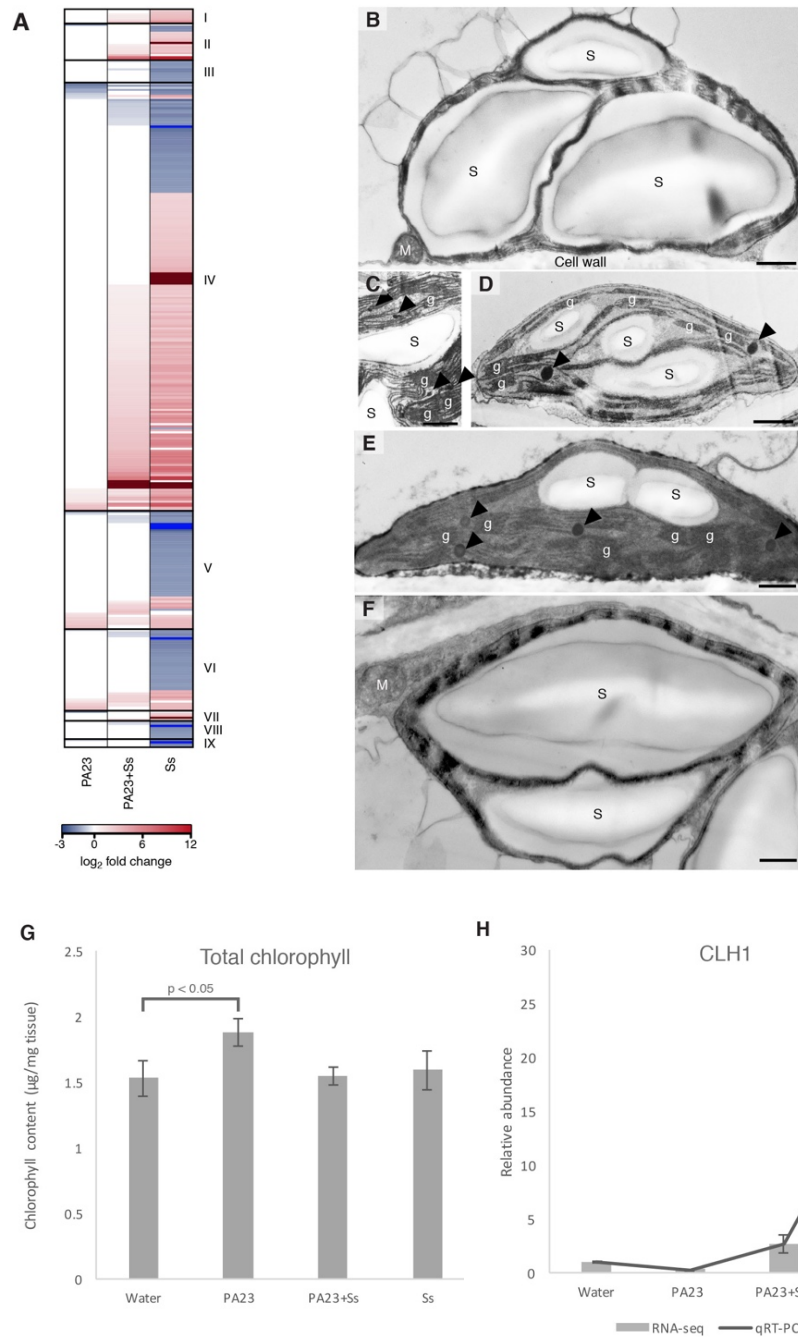 A
I
II
III
IV
V
VI
VII
VIII
IX
PA23
PA23+Ss
Ss
-3 0 6 12
log2 fold change
B
S
S
S
M
Cell wall
C
g
S
g
g
g
S
D
g
g
g
g
S
S
S
g
g
E
S
S
g
g
g
g
g
F
M
S
S
G
Total chlorophyll
p < 0.05
Chlorophyll content (µg/mg tissue)
2.5
2
1.5
1
0.5
0
Water PA23 PA23+Ss Ss
H
CLH1
Relative abundance
30
25
20
15
10
5
0
Water PA23 PA23+S
RNA-seq qRT-PC